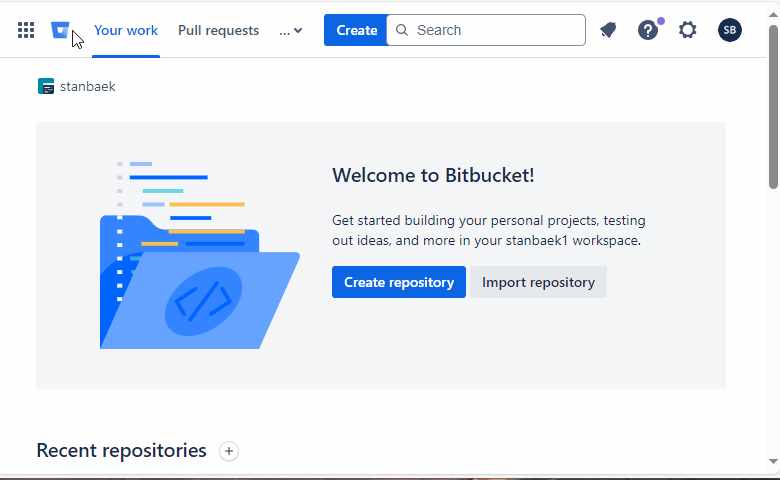 Your work Pull requests ... Create Search SB
stanbaek
Welcome to Bitbucket!
Get started building your personal projects, testing
out ideas, and more in your stanbaek1 workspace.
Create repository Import repository
Recent repositories